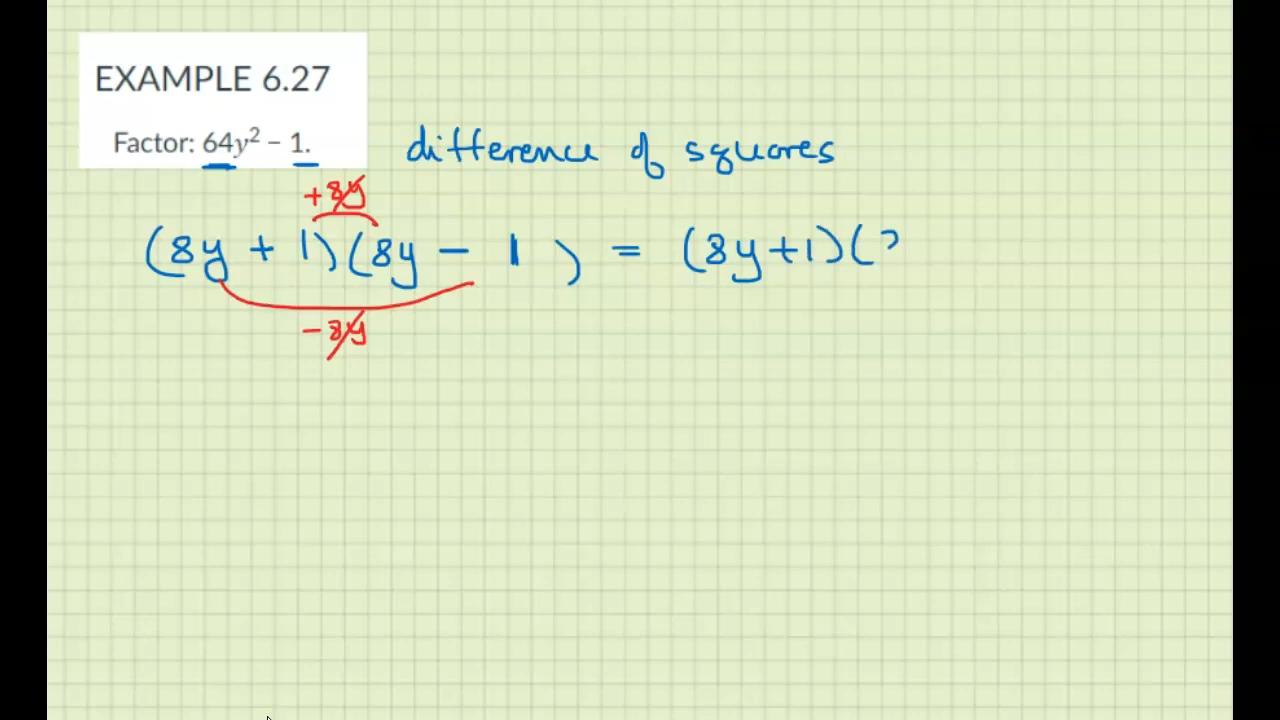 EXAMPLE 6.27
Factor: 64y² − 1.
difference of squares
+8y
(8y + 1)(8y − 1) = (8y+1)(
−8y